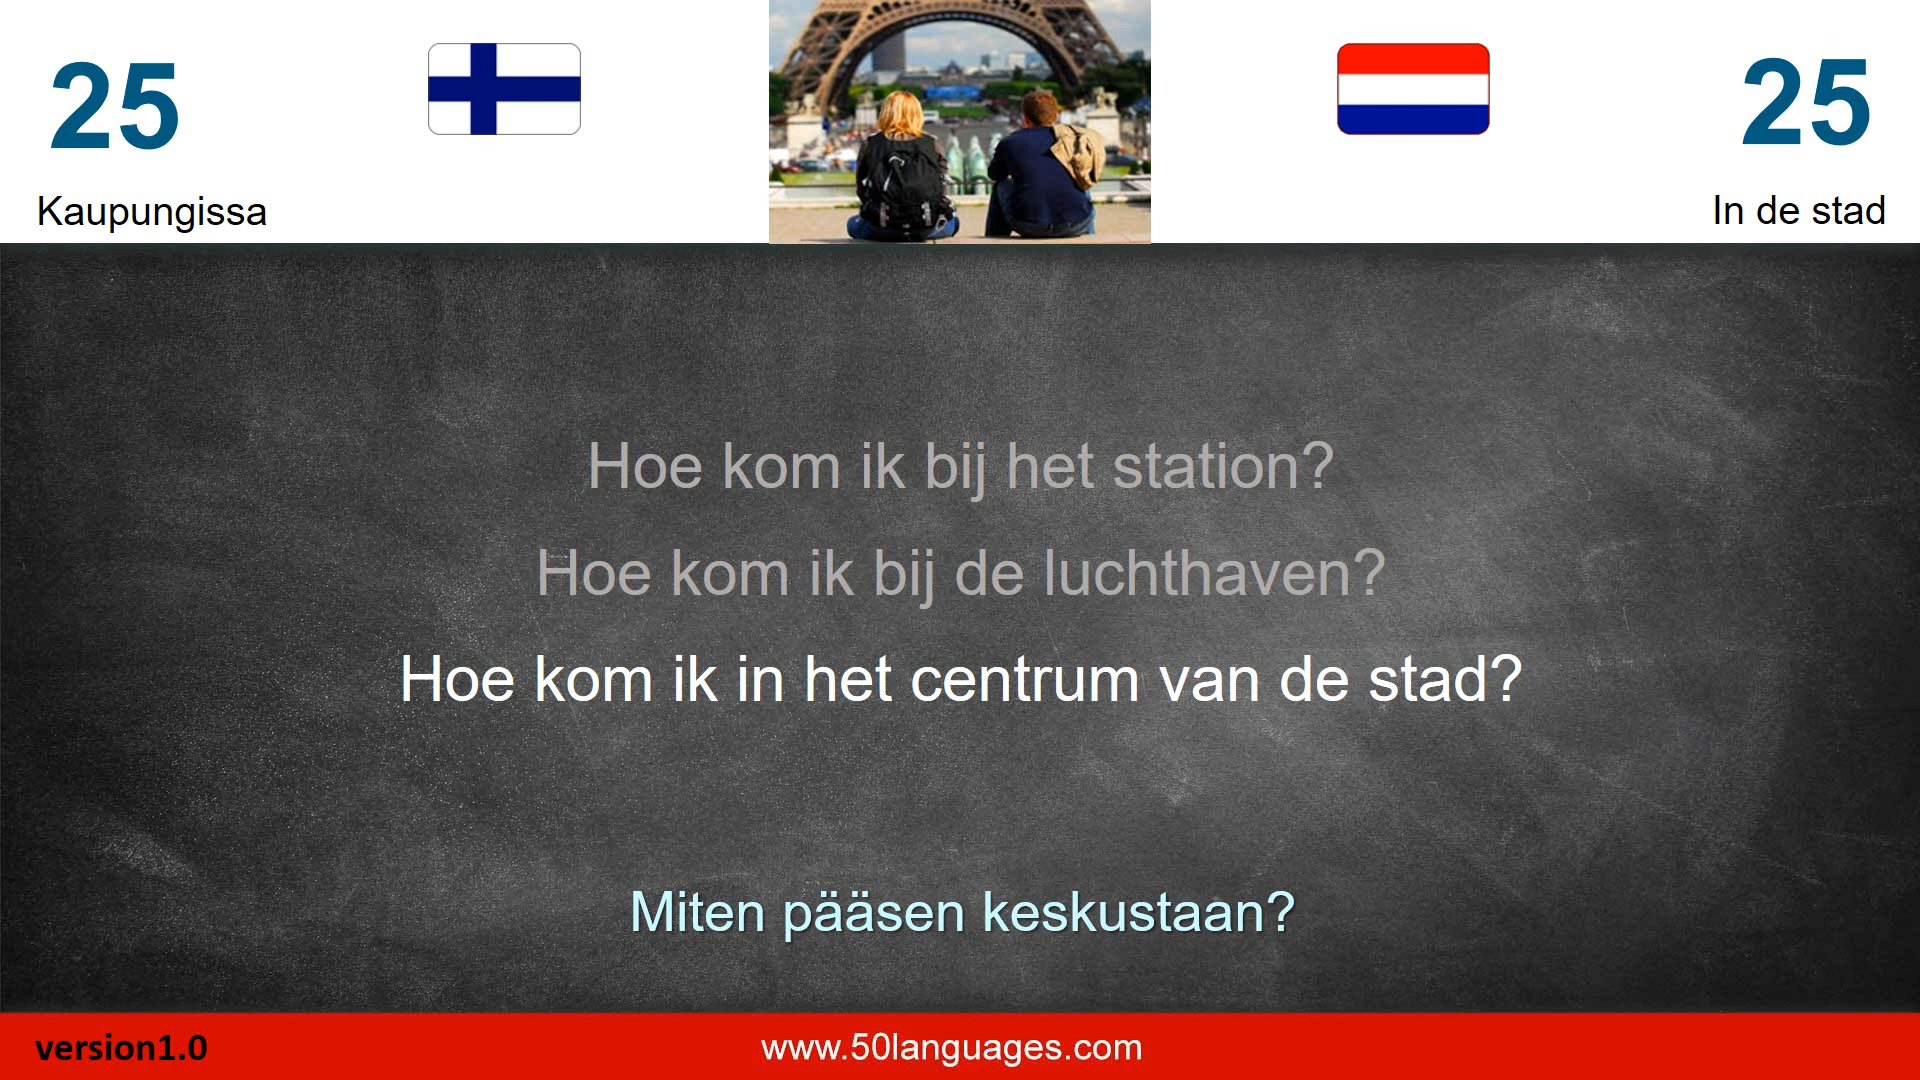 25
25
Kaupungissa
In de stad
Hoe kom ik bij het station?
Hoe kom ik bij de luchthaven?
Hoe kom ik in het centrum van de stad?
Miten pääsen keskustaan?
version1.0
www.50languages.com